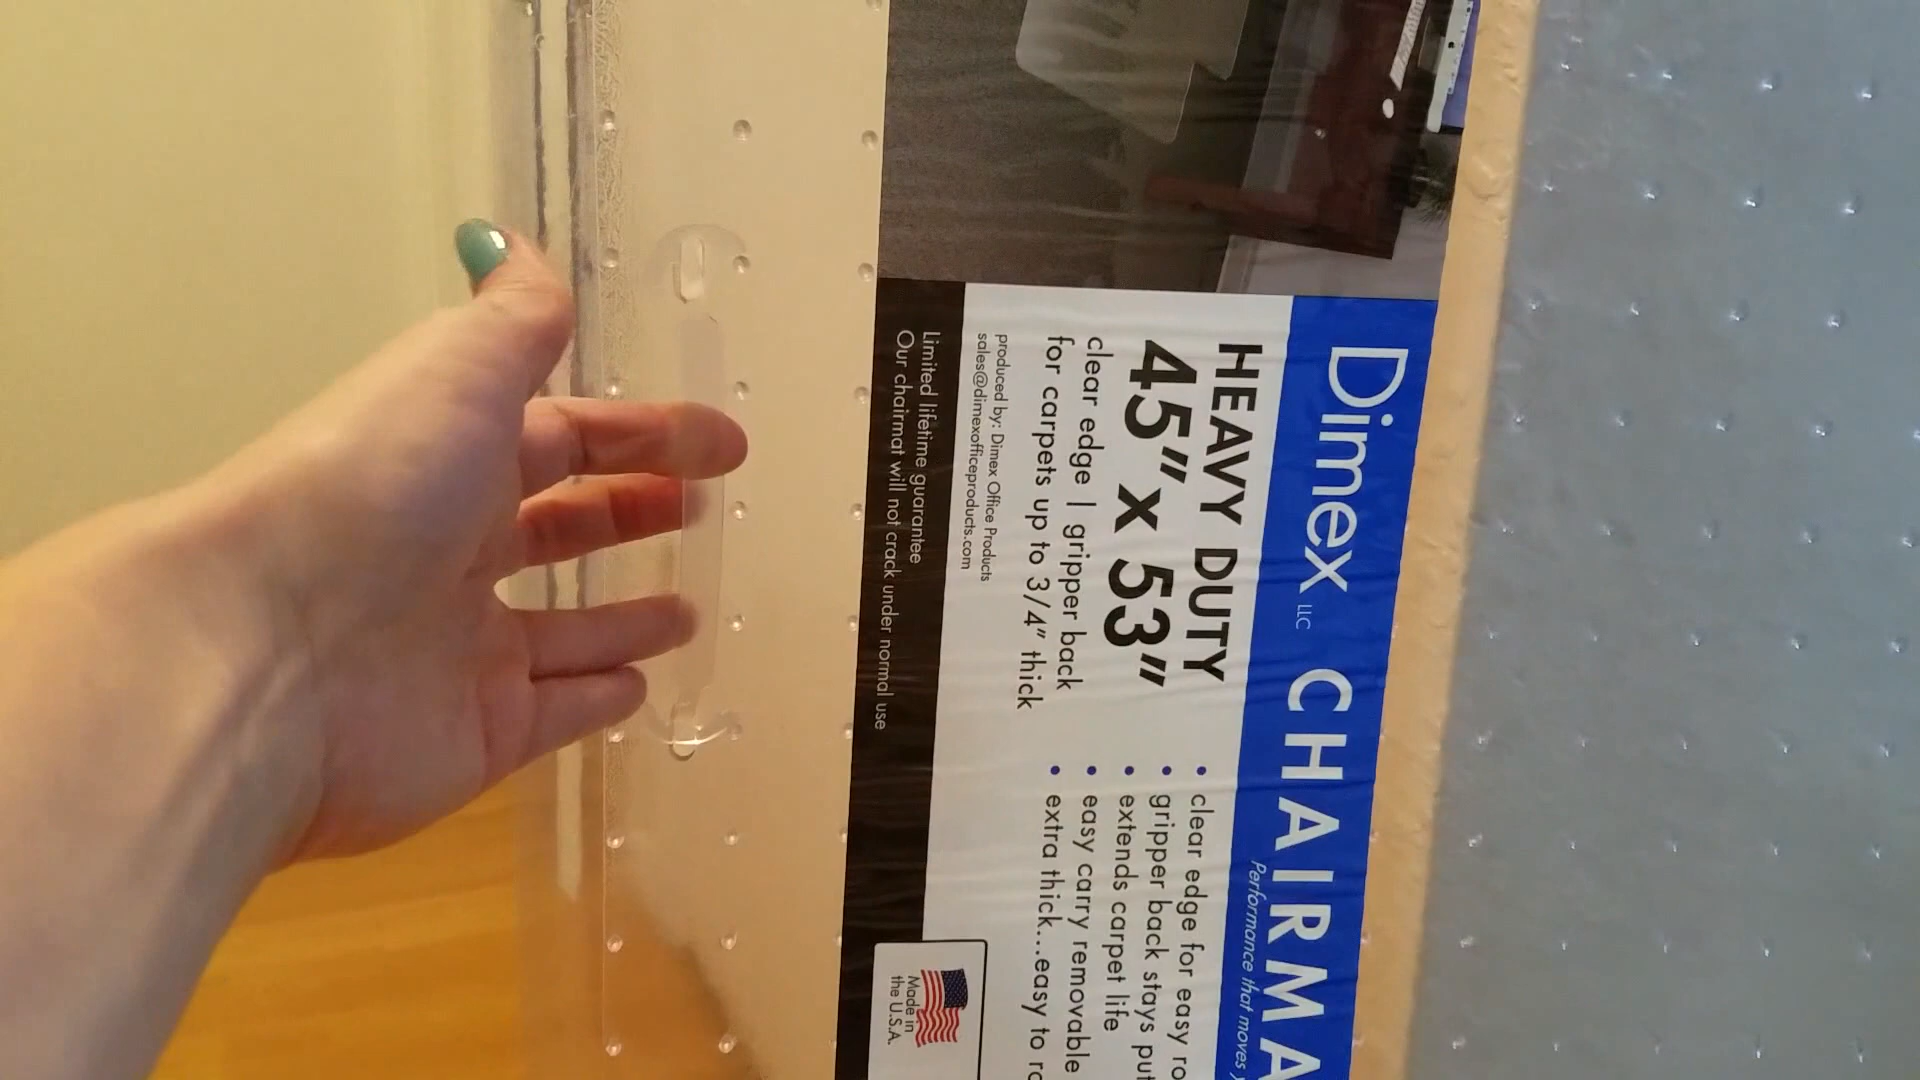 Dimex LLC CHAIRMA
Performance that moves
HEAVY DUTY
45" x 53"
clear edge | gripper back
for carpets up to 3/4" thick
produced by: Dimex Office Products
sales@dimexofficeproducts.com
• clear edge for easy ro
• gripper back stays put
• extends carpet life
• easy carry removable
• extra thick...easy to ro
Limited lifetime guarantee
Our chairmat will not crack under normal use
Made in
the U.S.A.